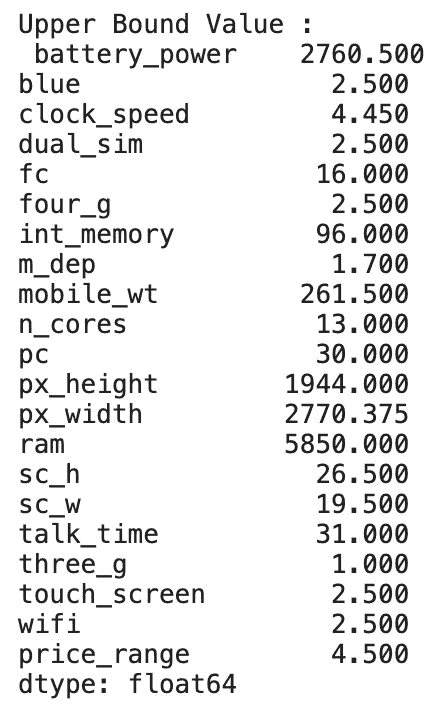 Upper Bound Value :
 battery_power    2760.500
blue                2.500
clock_speed         4.450
dual_sim            2.500
fc                 16.000
four_g              2.500
int_memory         96.000
m_dep               1.700
mobile_wt         261.500
n_cores            13.000
pc                 30.000
px_height        1944.000
px_width         2770.375
ram              5850.000
sc_h               26.500
sc_w               19.500
talk_time          31.000
three_g             1.000
touch_screen        2.500
wifi                2.500
price_range         4.500
dtype: float64